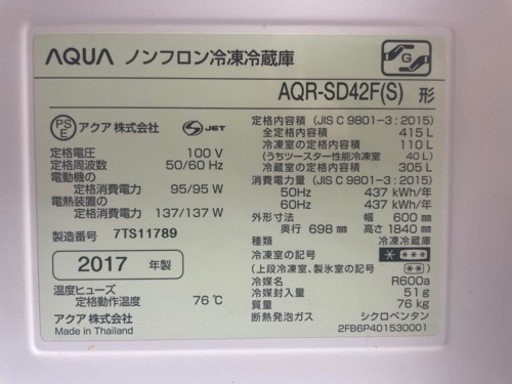 AQUA ノンフロン冷凍冷蔵庫
G
AQR-SD42F(S) 形
PSE アクア株式会社 S JET
定格電圧 100 V
定格周波数 50/60 Hz
電動機の
定格消費電力 95/95 W
電熱装置の
定格消費電力 137/137 W
製造番号 7TS11789
2017 年製
温度ヒューズ
定格動作温度 76℃
アクア株式会社
Made in Thailand
定格内容積 (JIS C 9801-3 : 2015)
全定格内容積 415 L
冷凍室の定格内容積 110 L
(うちツースター性能冷凍室 40 L)
冷蔵室の定格内容積 305 L
消費電力量 (JIS C 9801-3 : 2015)
50Hz 437 kWh/年
60Hz 437 kWh/年
外形寸法 幅 600 mm
奥行 698 mm 高さ 1840 mm
種類 冷凍冷蔵庫
冷凍室の記号 * ***
(上段冷凍室、製氷室の記号 **)
冷媒名 R600a
冷媒封入量 51 g
質量 76 kg
断熱発泡ガス シクロペンタン
2FB6P401530001